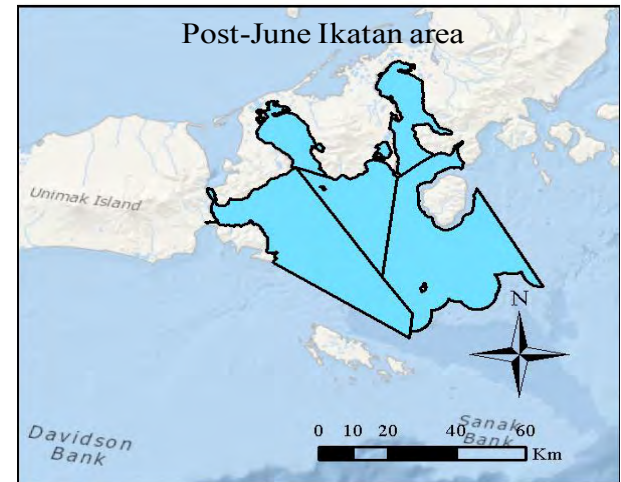 Post-June Ikatan area
Unimak Island
N
Davidson
Bank
Sanak
Bank
0 10 20 40 60
Km